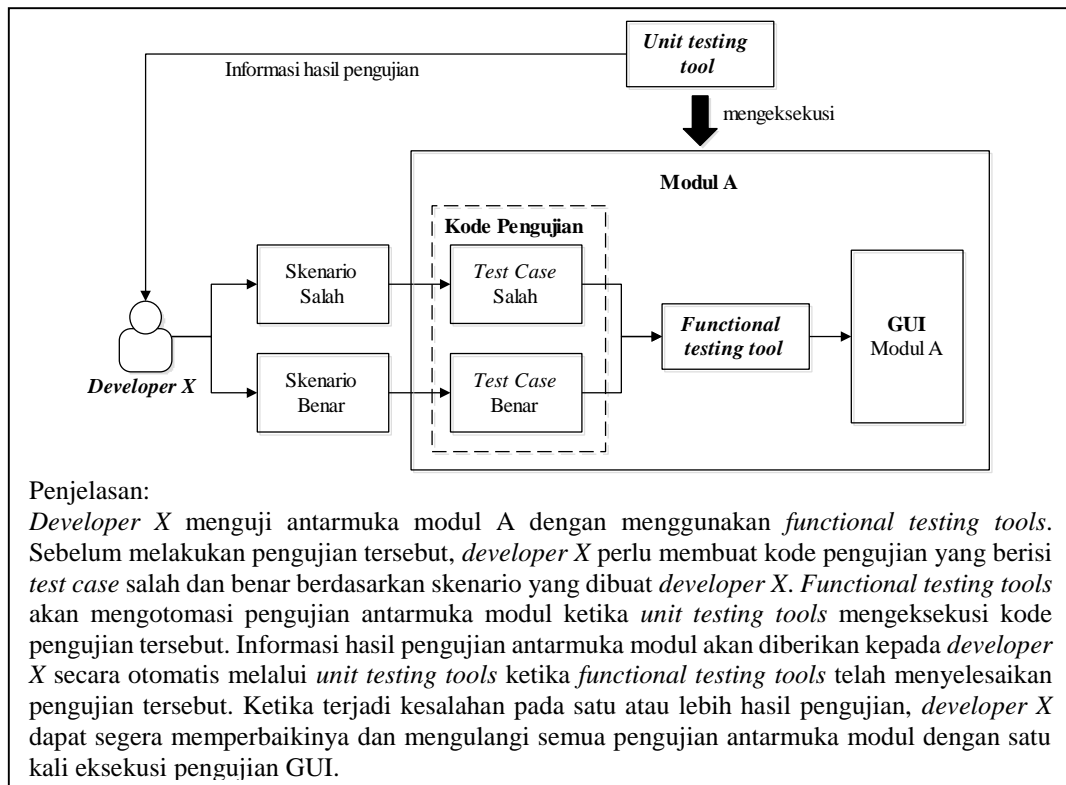 Unit testing
tool
Informasi hasil pengujian
mengeksekusi
Modul A
Kode Pengujian
Skenario
Salah
Test Case
Salah
Functional
testing tool
GUI
Modul A
Developer X
Skenario
Benar
Test Case
Benar
Penjelasan:
Developer X menguji antarmuka modul A dengan menggunakan functional testing tools.
Sebelum melakukan pengujian tersebut, developer X perlu membuat kode pengujian yang berisi
test case salah dan benar berdasarkan skenario yang dibuat developer X. Functional testing tools
akan mengotomasi pengujian antarmuka modul ketika unit testing tools mengeksekusi kode
pengujian tersebut. Informasi hasil pengujian antarmuka modul akan diberikan kepada developer
X secara otomatis melalui unit testing tools ketika functional testing tools telah menyelesaikan
pengujian tersebut. Ketika terjadi kesalahan pada satu atau lebih hasil pengujian, developer X
dapat segera memperbaikinya dan mengulangi semua pengujian antarmuka modul dengan satu
kali eksekusi pengujian GUI.